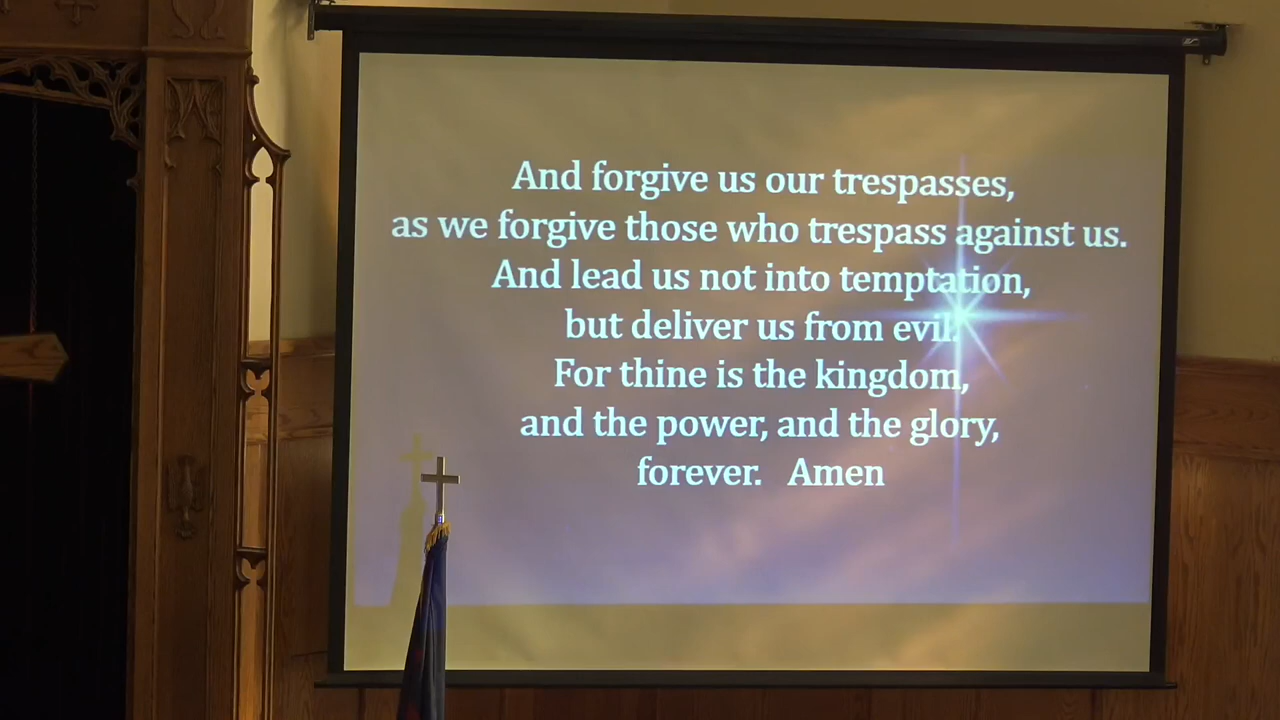 And forgive us our trespasses,
as we forgive those who trespass against us.
And lead us not into temptation,
but deliver us from evil.
For thine is the kingdom,
and the power, and the glory,
forever. Amen